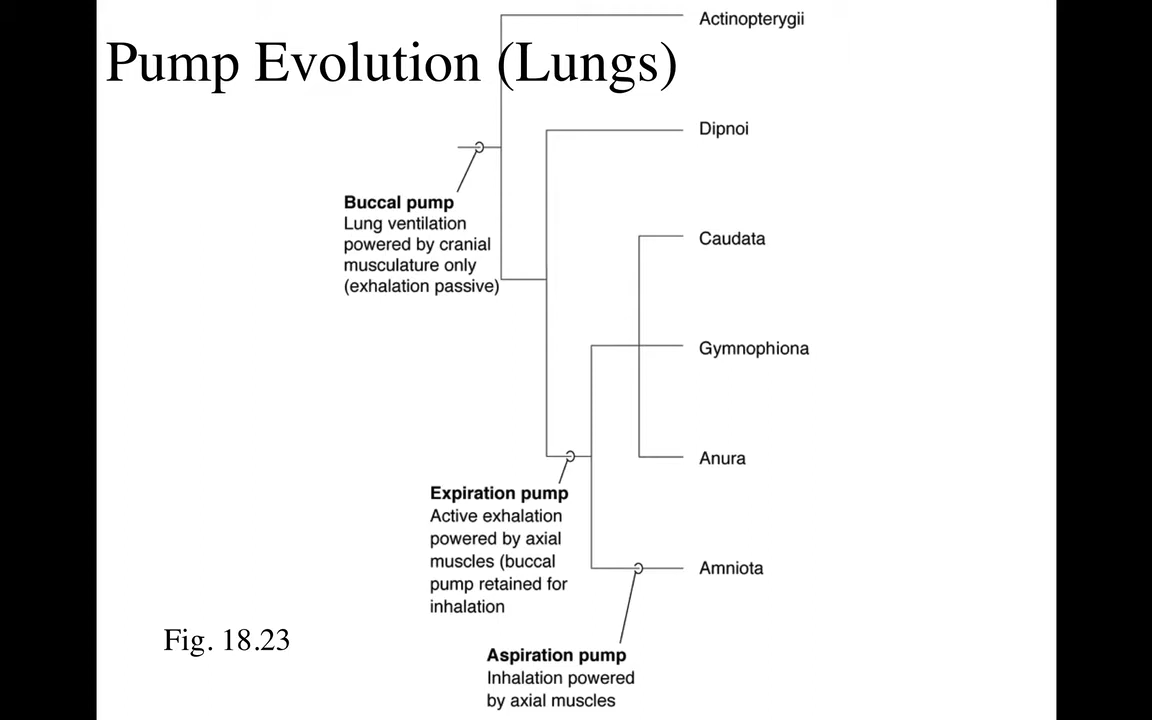 Actinopterygii
Pump Evolution (Lungs)
Dipnoi
Buccal pump
Lung ventilation
powered by cranial
musculature only
(exhalation passive)
Caudata
Gymnophiona
Anura
Expiration pump
Active exhalation
powered by axial
muscles (buccal
pump retained for
inhalation
Amniota
Fig. 18.23
Aspiration pump
Inhalation powered
by axial muscles